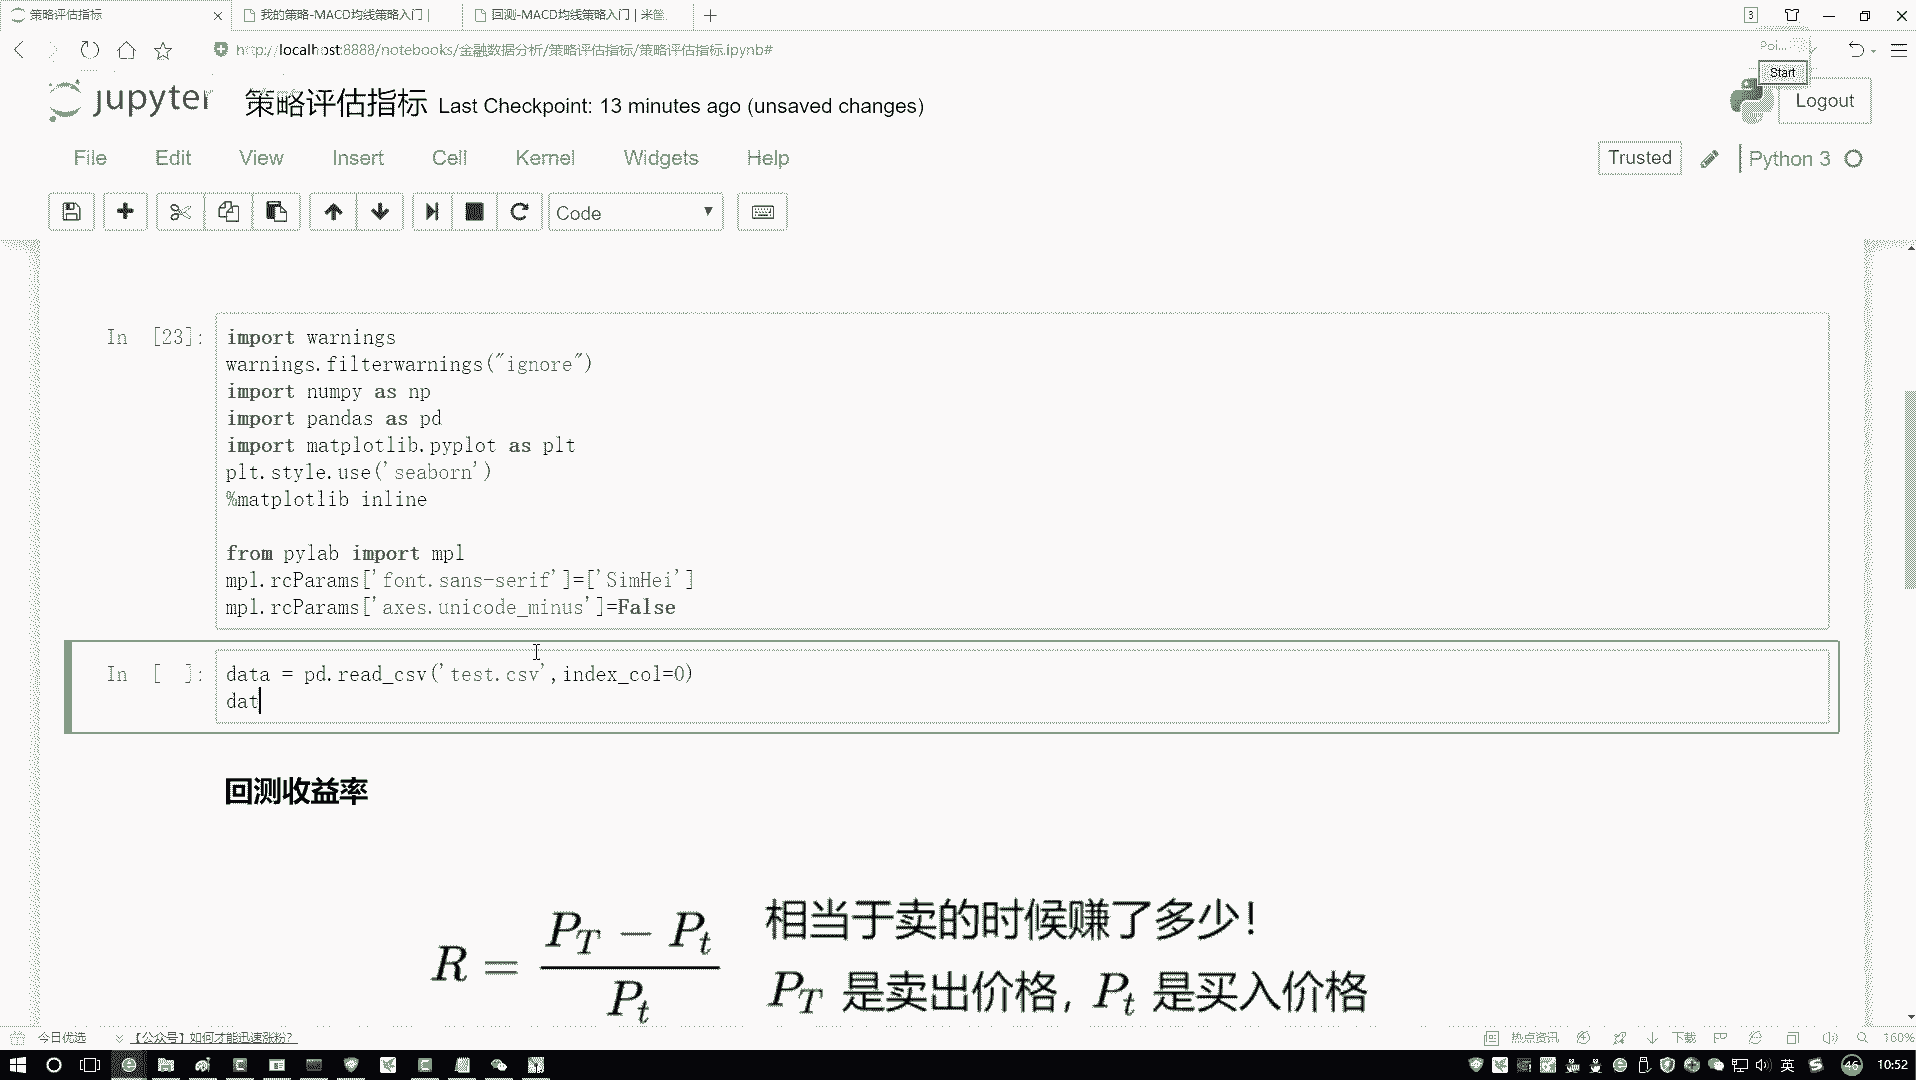 策略评估指标
我的策略-MACD均线策略入门 |
回测-MACD均线策略入门 | 米筐
3
http://localhost:8888/notebooks/金融数据分析/策略评估指标/策略评估指标.ipynb#
Poi...
Start
jupyter 策略评估指标 Last Checkpoint: 13 minutes ago (unsaved changes)
Logout
File Edit View Insert Cell Kernel Widgets Help
Trusted
Python 3
Code
In [23]:
import warnings
warnings.filterwarnings("ignore")
import numpy as np
import pandas as pd
import matplotlib.pyplot as plt
plt.style.use('seaborn')
%matplotlib inline
from pylab import mpl
mpl.rcParams['font.sans-serif']=['SimHei']
mpl.rcParams['axes.unicode_minus']=False
In [ ]:
data = pd.read_csv('test.csv',index_col=0)
dat
回测收益率
R = (P_T − P_t) / P_t
相当于卖的时候赚了多少!
P_T 是卖出价格, P_t 是买入价格
今日优选
【公众号】如何才能迅速涨粉?
热点资讯
下载
160%
英
46
10:52